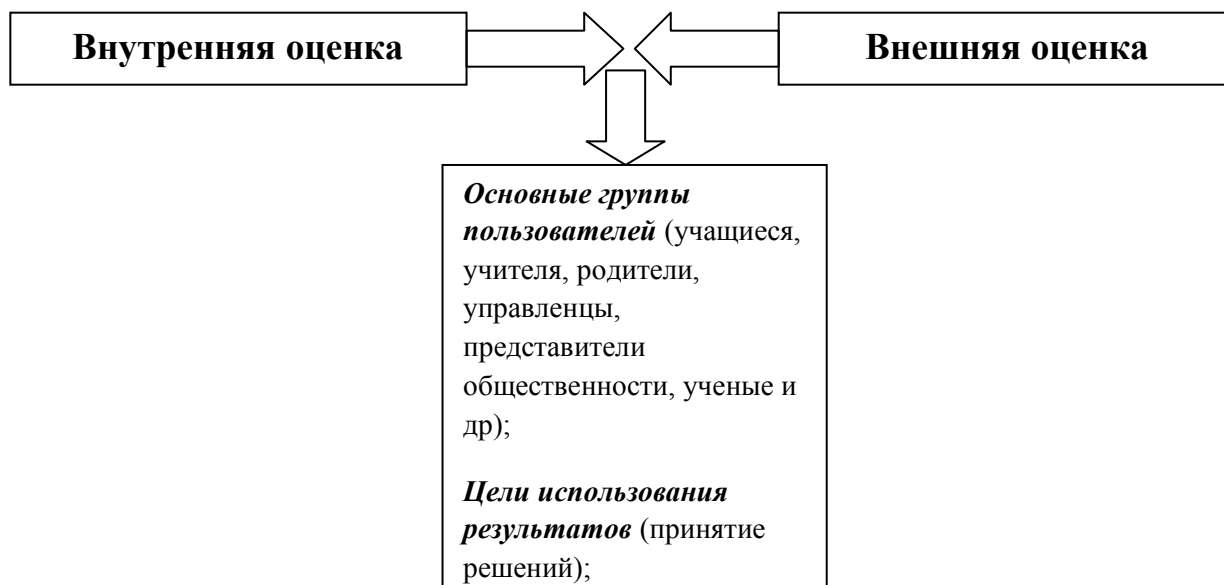 Внутренняя оценка
Внешняя оценка
Основные группы
пользователей (учащиеся,
учителя, родители,
управленцы,
представители
общественности, ученые и
др);
Цели использования
результатов (принятие
решений);